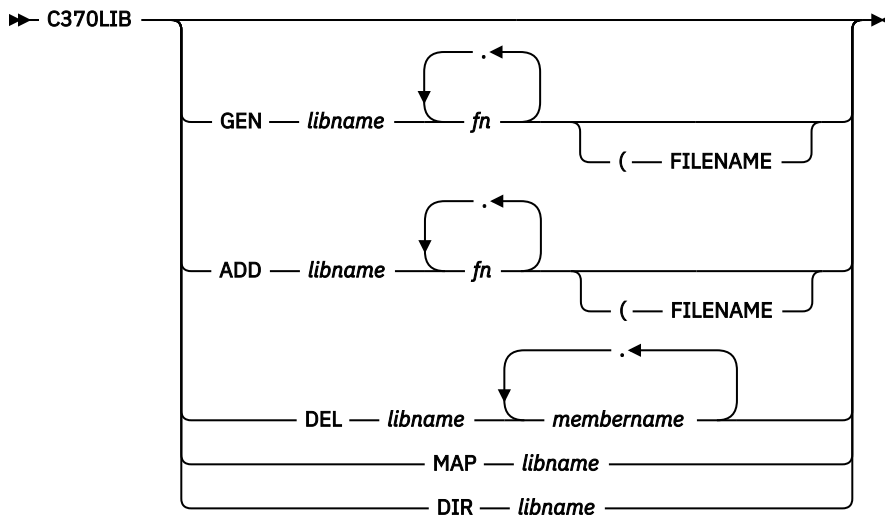 C370LIB
.
GEN libname fn
( FILENAME
.
ADD libname fn
( FILENAME
.
DEL libname membername
MAP libname
DIR libname